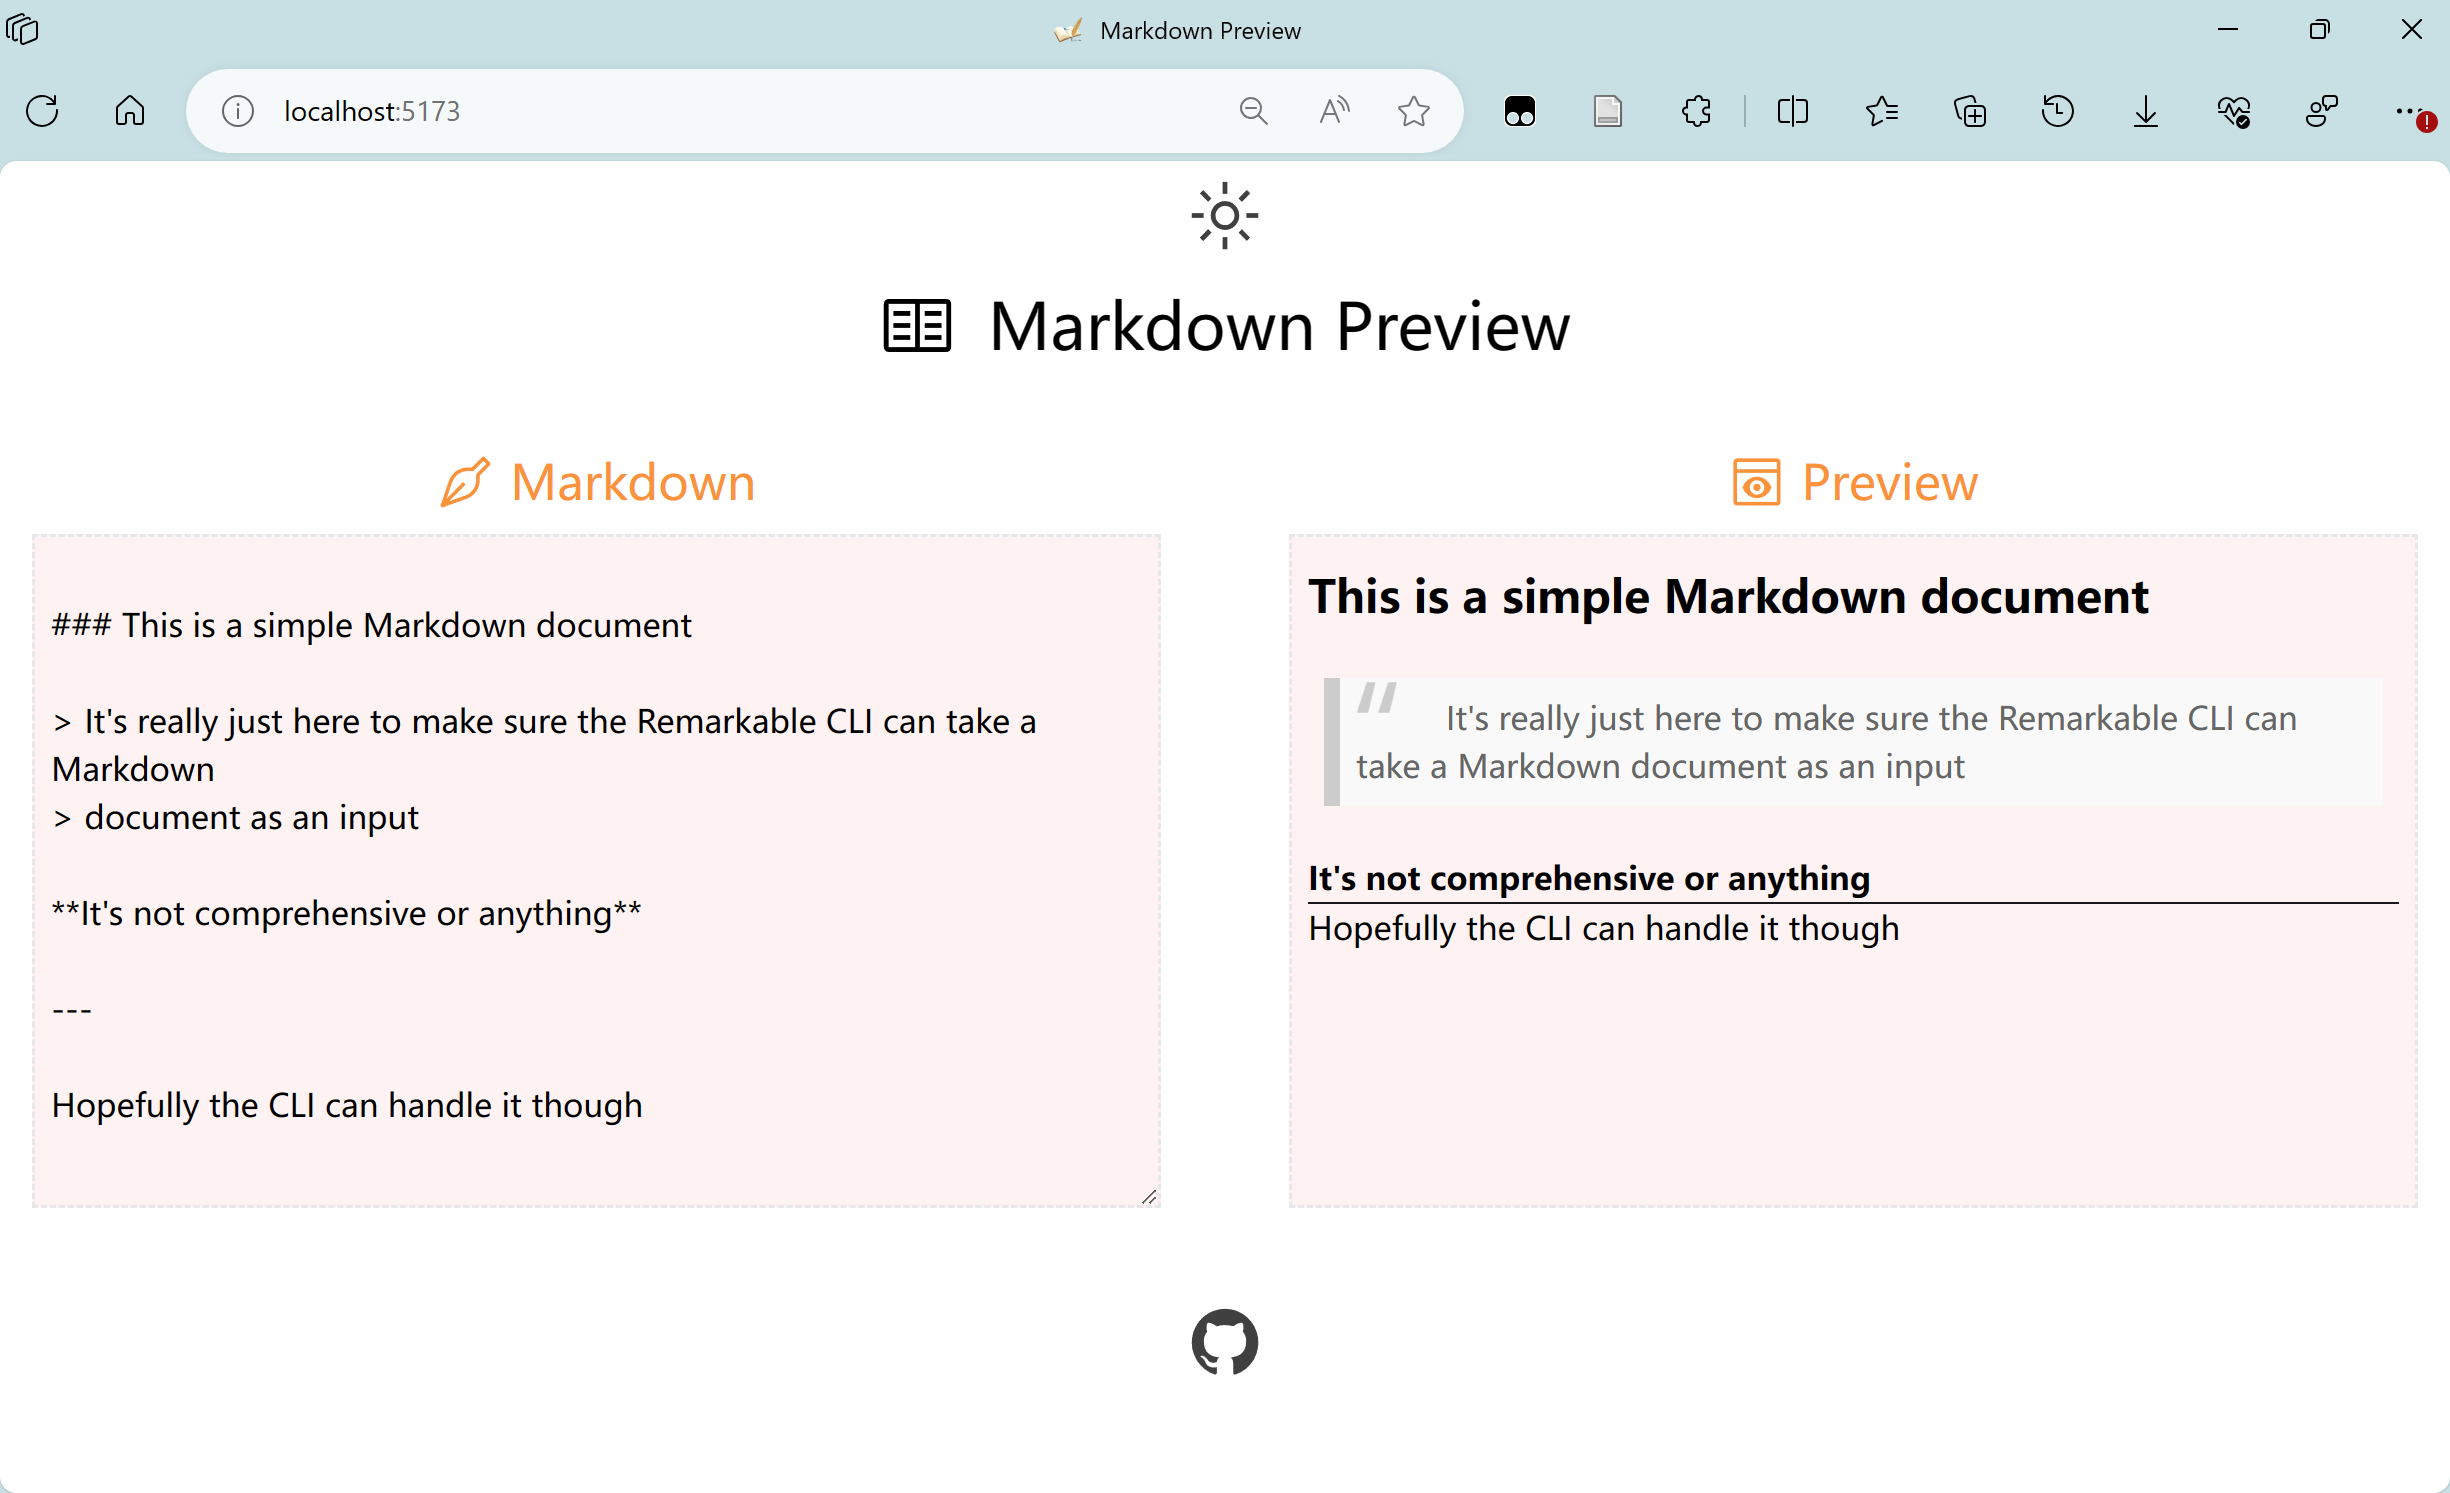 Markdown Preview
localhost:5173
Markdown Preview
Markdown
### This is a simple Markdown document
> It's really just here to make sure the Remarkable CLI can take a
Markdown
> document as an input
**It's not comprehensive or anything**
---
Hopefully the CLI can handle it though
Preview
This is a simple Markdown document
" It's really just here to make sure the Remarkable CLI can
take a Markdown document as an input
It's not comprehensive or anything
Hopefully the CLI can handle it though